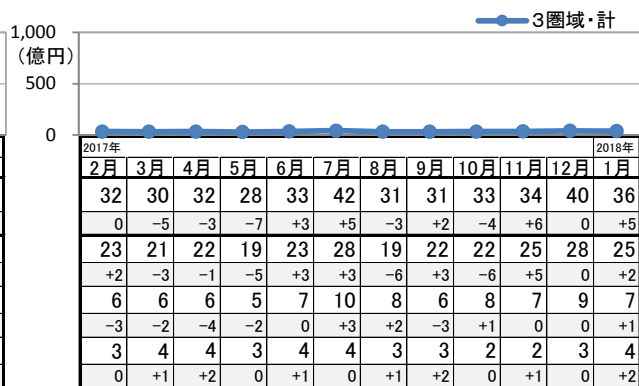 ３圏域・計
1,000
（億円）
500
0
2017年 2018年
2月 3月 4月 5月 6月 7月 8月 9月 10月 11月 12月 1月
32 30 32 28 33 42 31 31 33 34 40 36
0 −5 −3 −7 +3 +5 −3 +2 −4 +6 0 +5
23 21 22 19 23 28 19 22 22 25 28 25
+2 −3 −1 −5 +3 +3 −6 +3 −6 +5 0 +2
6 6 6 5 7 10 8 6 8 7 9 7
−3 −2 −4 −2 0 +3 +2 −3 +1 0 0 +1
3 4 4 3 4 4 3 3 2 2 3 4
0 +1 +2 0 +1 0 +1 +2 0 +1 0 +2